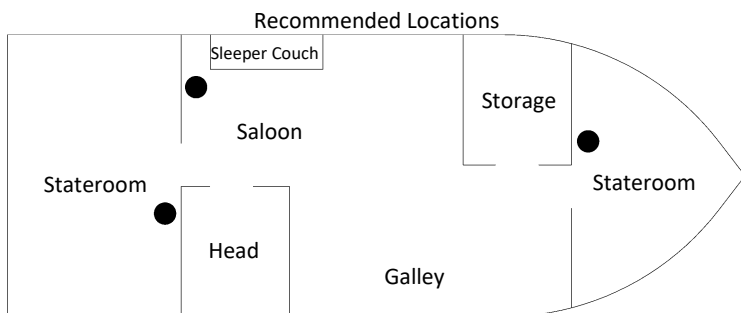 Recommended Locations
Sleeper Couch
Storage
Saloon
Stateroom
Stateroom
Head
Galley